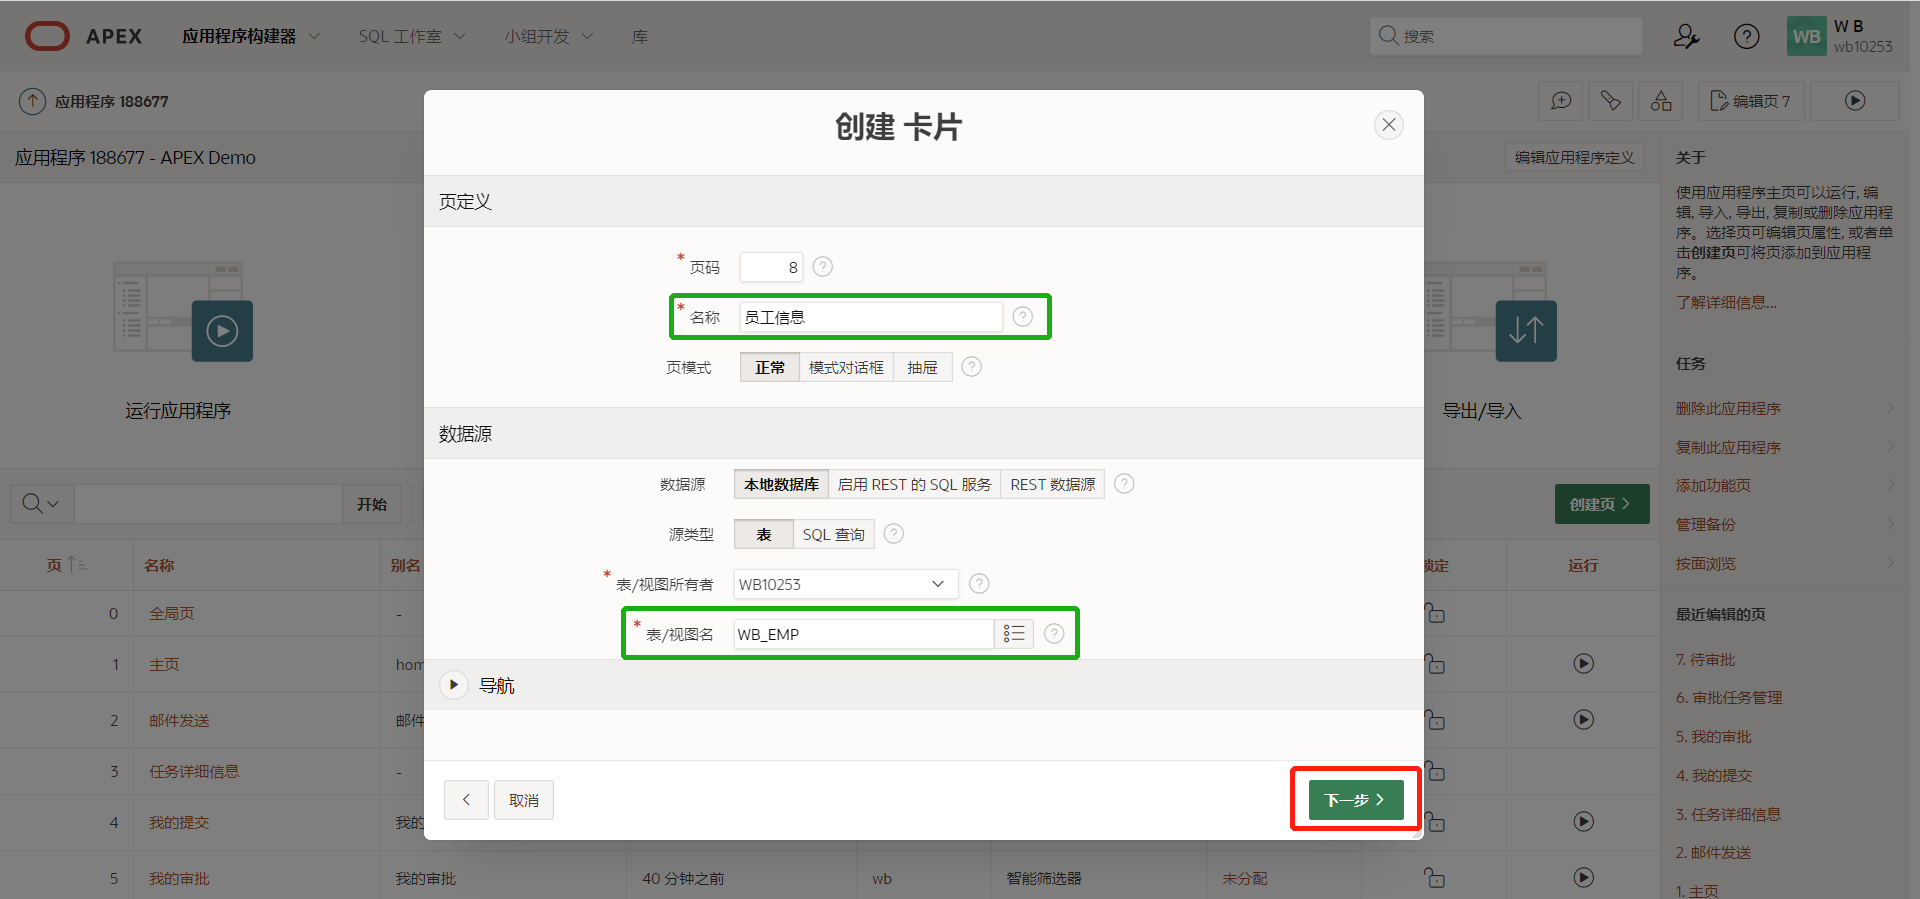 APEX
应用程序构建器
SQL 工作室
小组开发
库
搜索
WB
W B
wb10253
应用程序 188677
编辑页 7
应用程序 188677 - APEX Demo
编辑应用程序定义
运行应用程序
导出/导入
开始
创建页
页
名称
别名
锁定
运行
0
全局页
-
1
主页
hom
2
邮件发送
邮件
3
任务详细信息
-
4
我的提交
我的
5
我的审批
我的审批
40 分钟之前
wb
智能筛选器
未分配
创建 卡片
页定义
* 页码
8
* 名称
员工信息
页模式
正常
模式对话框
抽屉
数据源
数据源
本地数据库
启用 REST 的 SQL 服务
REST 数据源
源类型
表
SQL 查询
* 表/视图所有者
WB10253
* 表/视图名
WB_EMP
导航
取消
下一步
关于
使用应用程序主页可以运行, 编
辑, 导入, 导出, 复制或删除应用程
序。选择页可编辑页属性, 或者单
击创建页可将页添加到应用程
序。
了解详细信息...
任务
删除此应用程序
复制此应用程序
添加功能页
管理备份
按面浏览
最近编辑的页
7. 待审批
6. 审批任务管理
5. 我的审批
4. 我的提交
3. 任务详细信息
2. 邮件发送
1. 主页